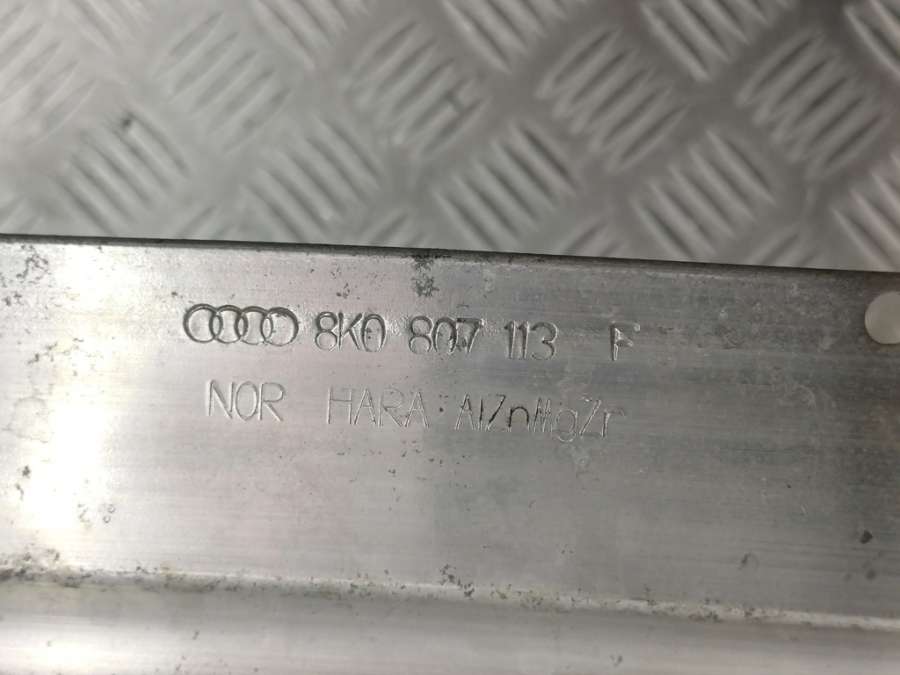 8K0 807 113 F
NOR HARA AlZnMgZr